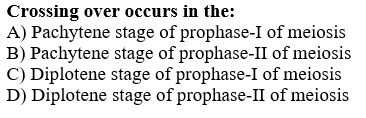 Crossing over occurs in the:
A) Pachytene stage of prophase-I of meiosis
B) Pachytene stage of prophase-II of meiosis
C) Diplotene stage of prophase-I of meiosis
D) Diplotene stage of prophase-II of meiosis